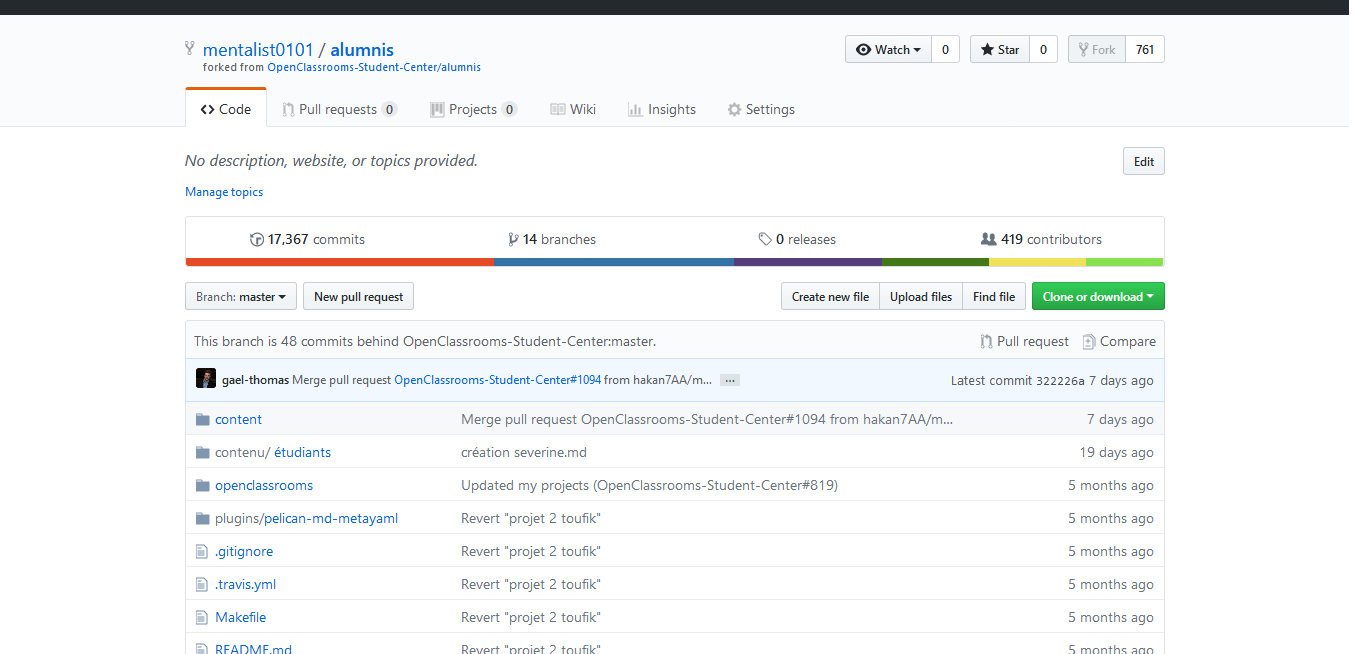 mentalist0101 / alumnis
Watch 0 Star 0 Fork 761
forked from OpenClassrooms-Student-Center/alumnis
Code Pull requests 0 Projects 0 Wiki Insights Settings
No description, website, or topics provided. Edit
Manage topics
17,367 commits 14 branches 0 releases 419 contributors
Branch: master New pull request Create new file Upload files Find file Clone or download
This branch is 48 commits behind OpenClassrooms-Student-Center:master. Pull request Compare
gael-thomas Merge pull request OpenClassrooms-Student-Center#1094 from hakan7AA/m... … Latest commit 322226a 7 days ago
content Merge pull request OpenClassrooms-Student-Center#1094 from hakan7AA/m... 7 days ago
contenu/ étudiants création severine.md 19 days ago
openclassrooms Updated my projects (OpenClassrooms-Student-Center#819) 5 months ago
plugins/pelican-md-metayaml Revert "projet 2 toufik" 5 months ago
.gitignore Revert "projet 2 toufik" 5 months ago
.travis.yml Revert "projet 2 toufik" 5 months ago
Makefile Revert "projet 2 toufik" 5 months ago
README.md Revert "projet 2 toufik" 5 months ago